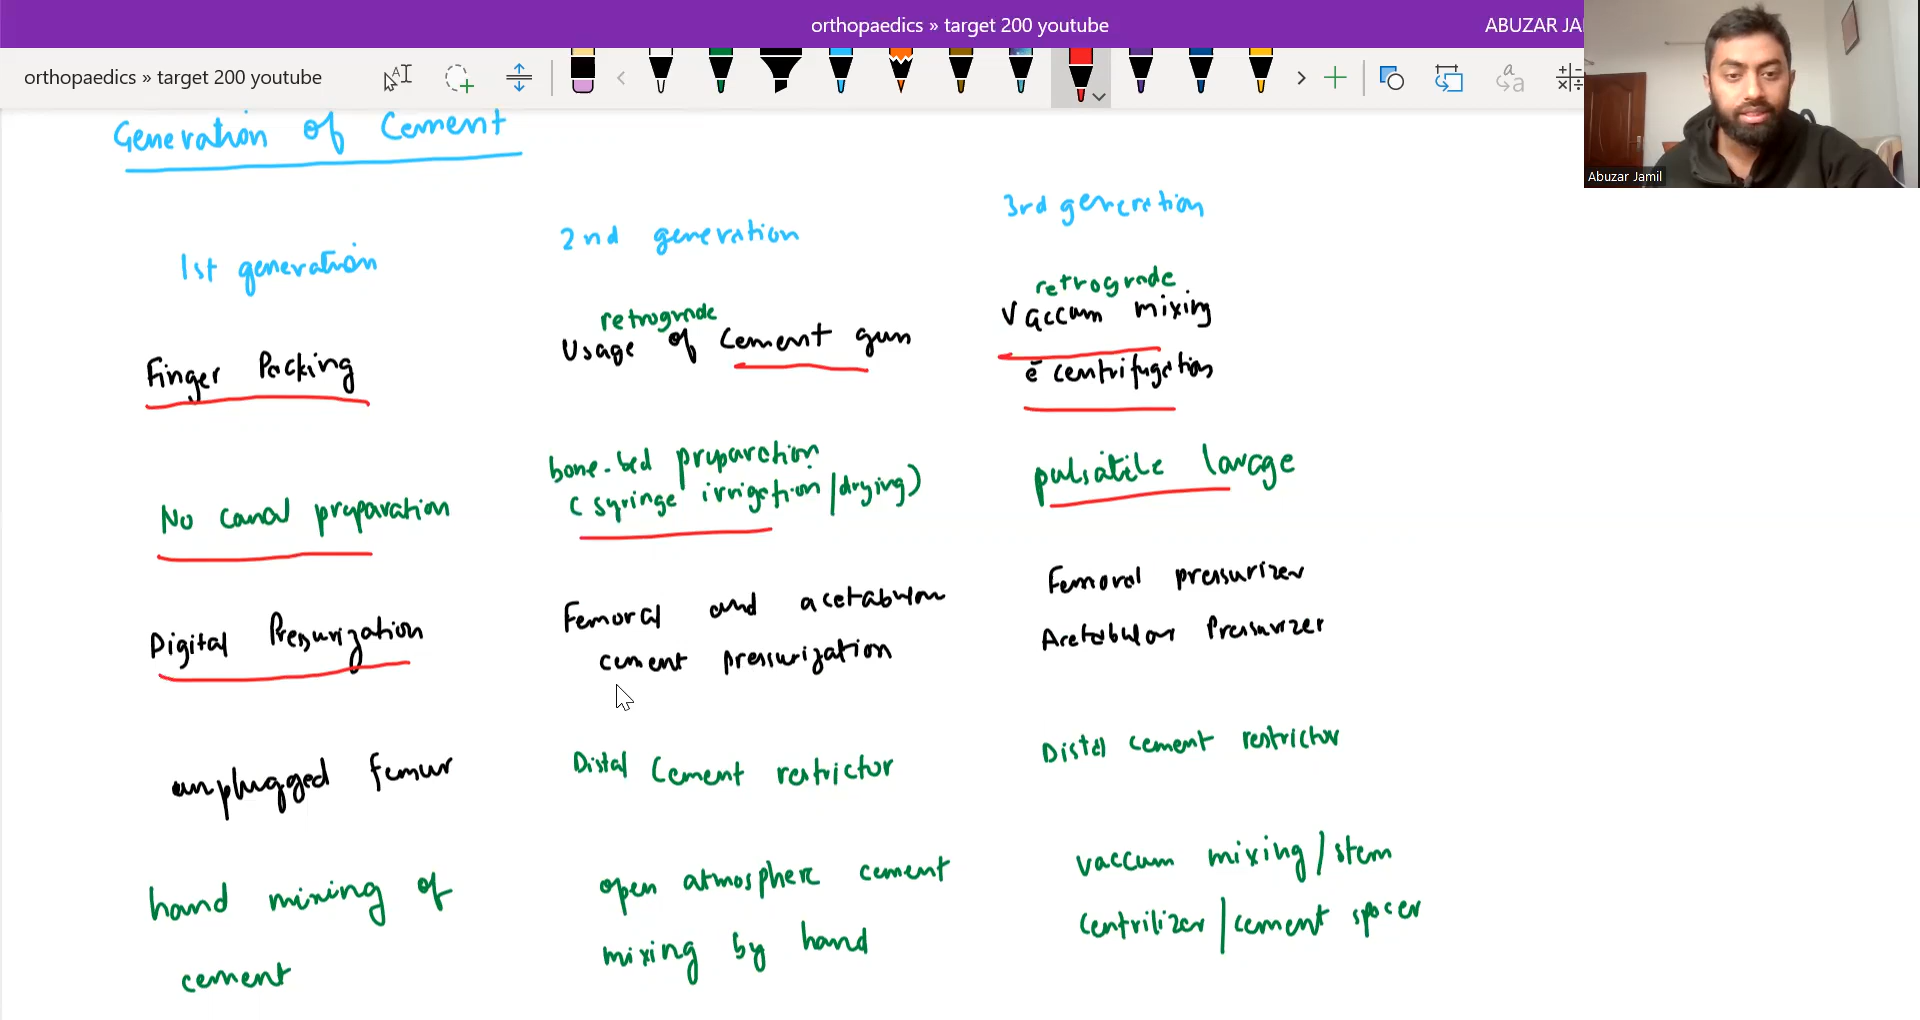 orthopaedics » target 200 youtube
ABUZAR JA
orthopaedics » target 200 youtube
Abuzar Jamil
Generation of Cement
1st generation
Finger Packing
No canal preparation
Digital Pressurization
unplugged femur
hand mixing of
cement
2nd generation
retrograde
Usage of cement gun
bone-bed preparation
( syringe irrigation / drying)
Femoral and acetabulum
cement pressurization
Distal Cement restrictor
open atmosphere cement
mixing by hand
3rd generation
retrograde
Vaccum mixing
c̄ centrifugation
pulsatile lavage
Femoral pressurizer
Acetabular Pressurizer
Distal cement restrictor
vaccum mixing / stem
centrilizer / cement spacer